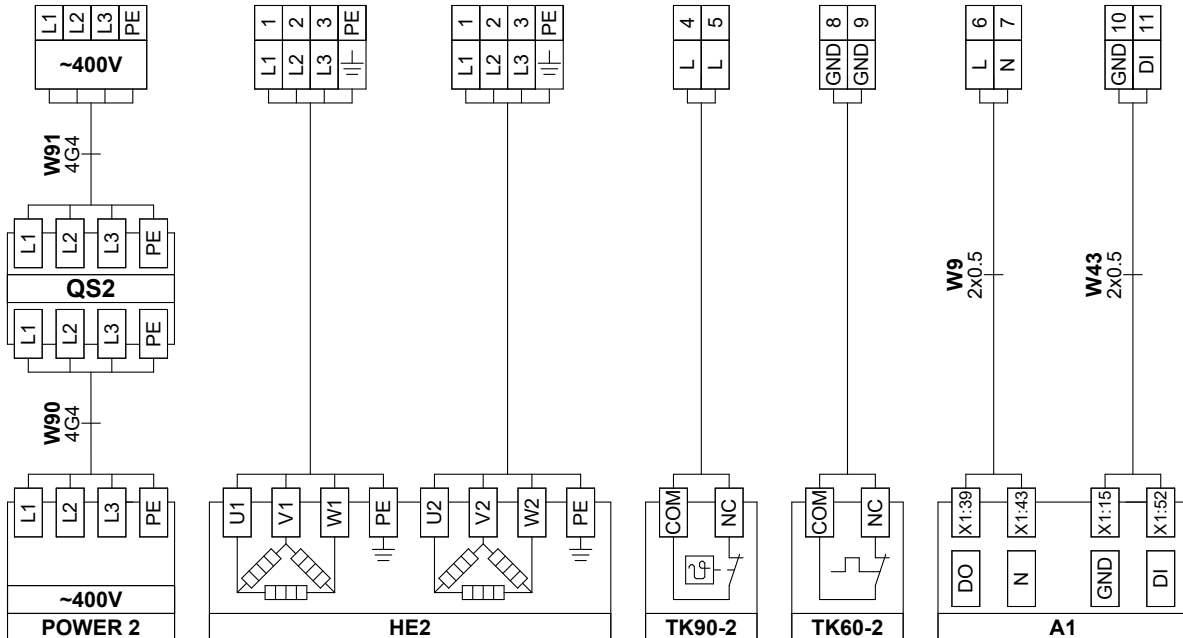 L1 L2 L3 PE
~400V
1 2 3 PE
L1 L2 L3
1 2 3 PE
L1 L2 L3
4 5
L L
8 9
GND GND
6 7
L N
10 11
GND DI
W91
4G4
L1 L2 L3 PE
QS2
L1 L2 L3 PE
W90
4G4
W9
2x0.5
W43
2x0.5
L1 L2 L3 PE
~400V
POWER 2
U1 V1 W1 PE U2 V2 W2 PE
HE2
COM NC
TK90-2
COM NC
TK60-2
X1:39 X1:43 X1:15 X1:52
DO N GND DI
A1